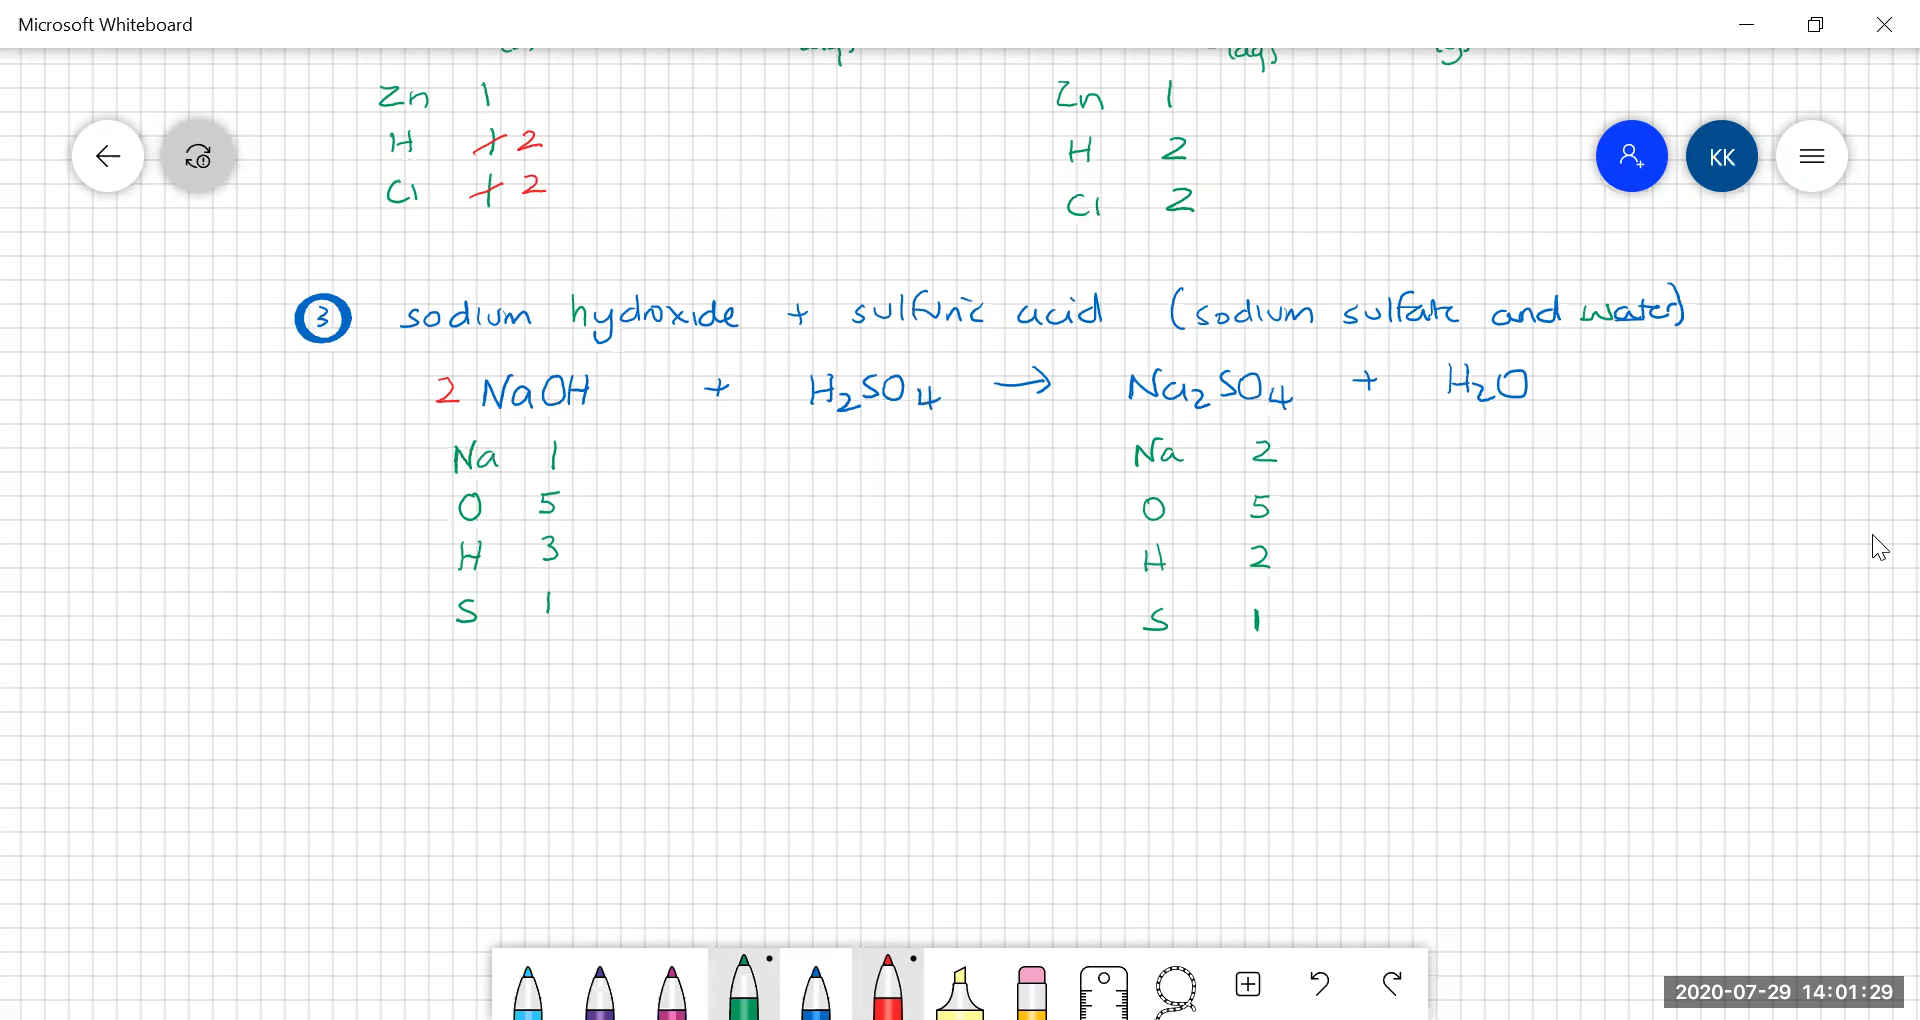 Microsoft Whiteboard
(aq)
Zn 1 Zn 1
H 1 2 H 2
Cl 1 2 Cl 2
KK
3 sodium hydroxide + sulfuric acid (sodium sulfate and water)
2 NaOH + H₂SO₄ → Na₂SO₄ + H₂O
Na 1 Na 2
O 5 O 5
H 3 H 2
S 1 S 1
2020-07-29 14:01:29